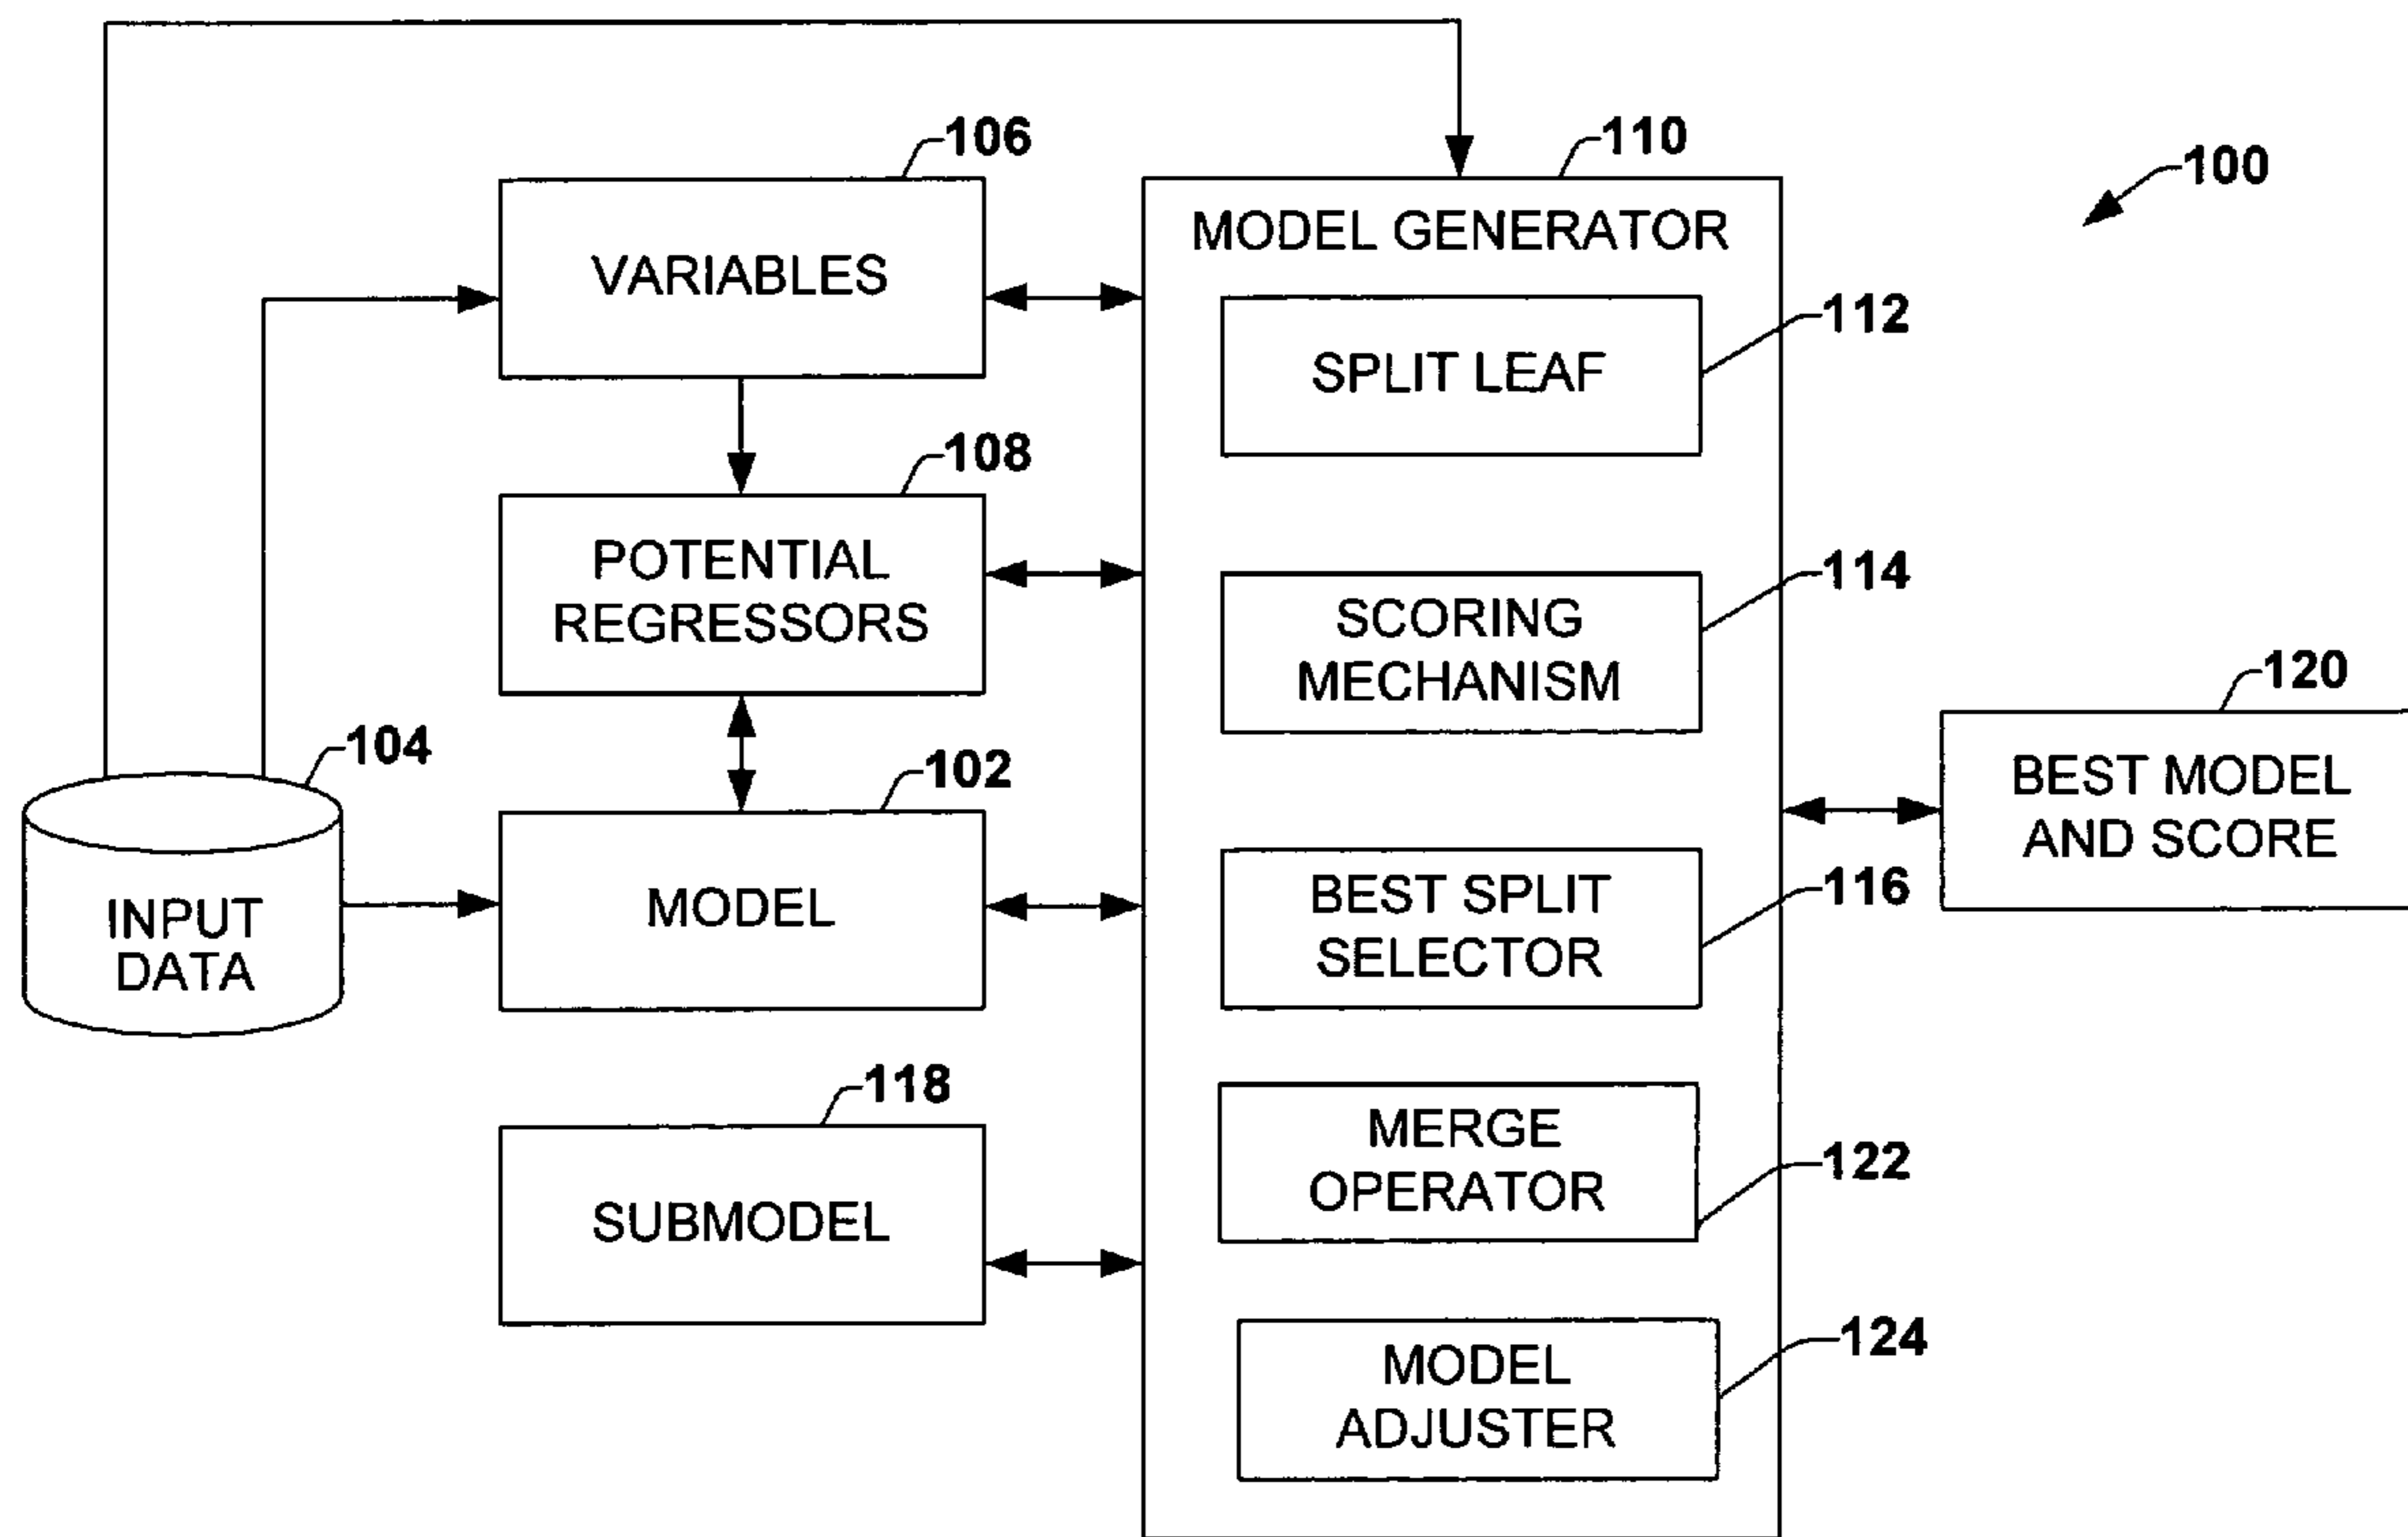 106
110
100
VARIABLES
MODEL GENERATOR
112
SPLIT LEAF
108
POTENTIAL
REGRESSORS
114
SCORING
MECHANISM
120
BEST MODEL
AND SCORE
104
INPUT
DATA
102
MODEL
116
BEST SPLIT
SELECTOR
118
SUBMODEL
122
MERGE
OPERATOR
124
MODEL
ADJUSTER